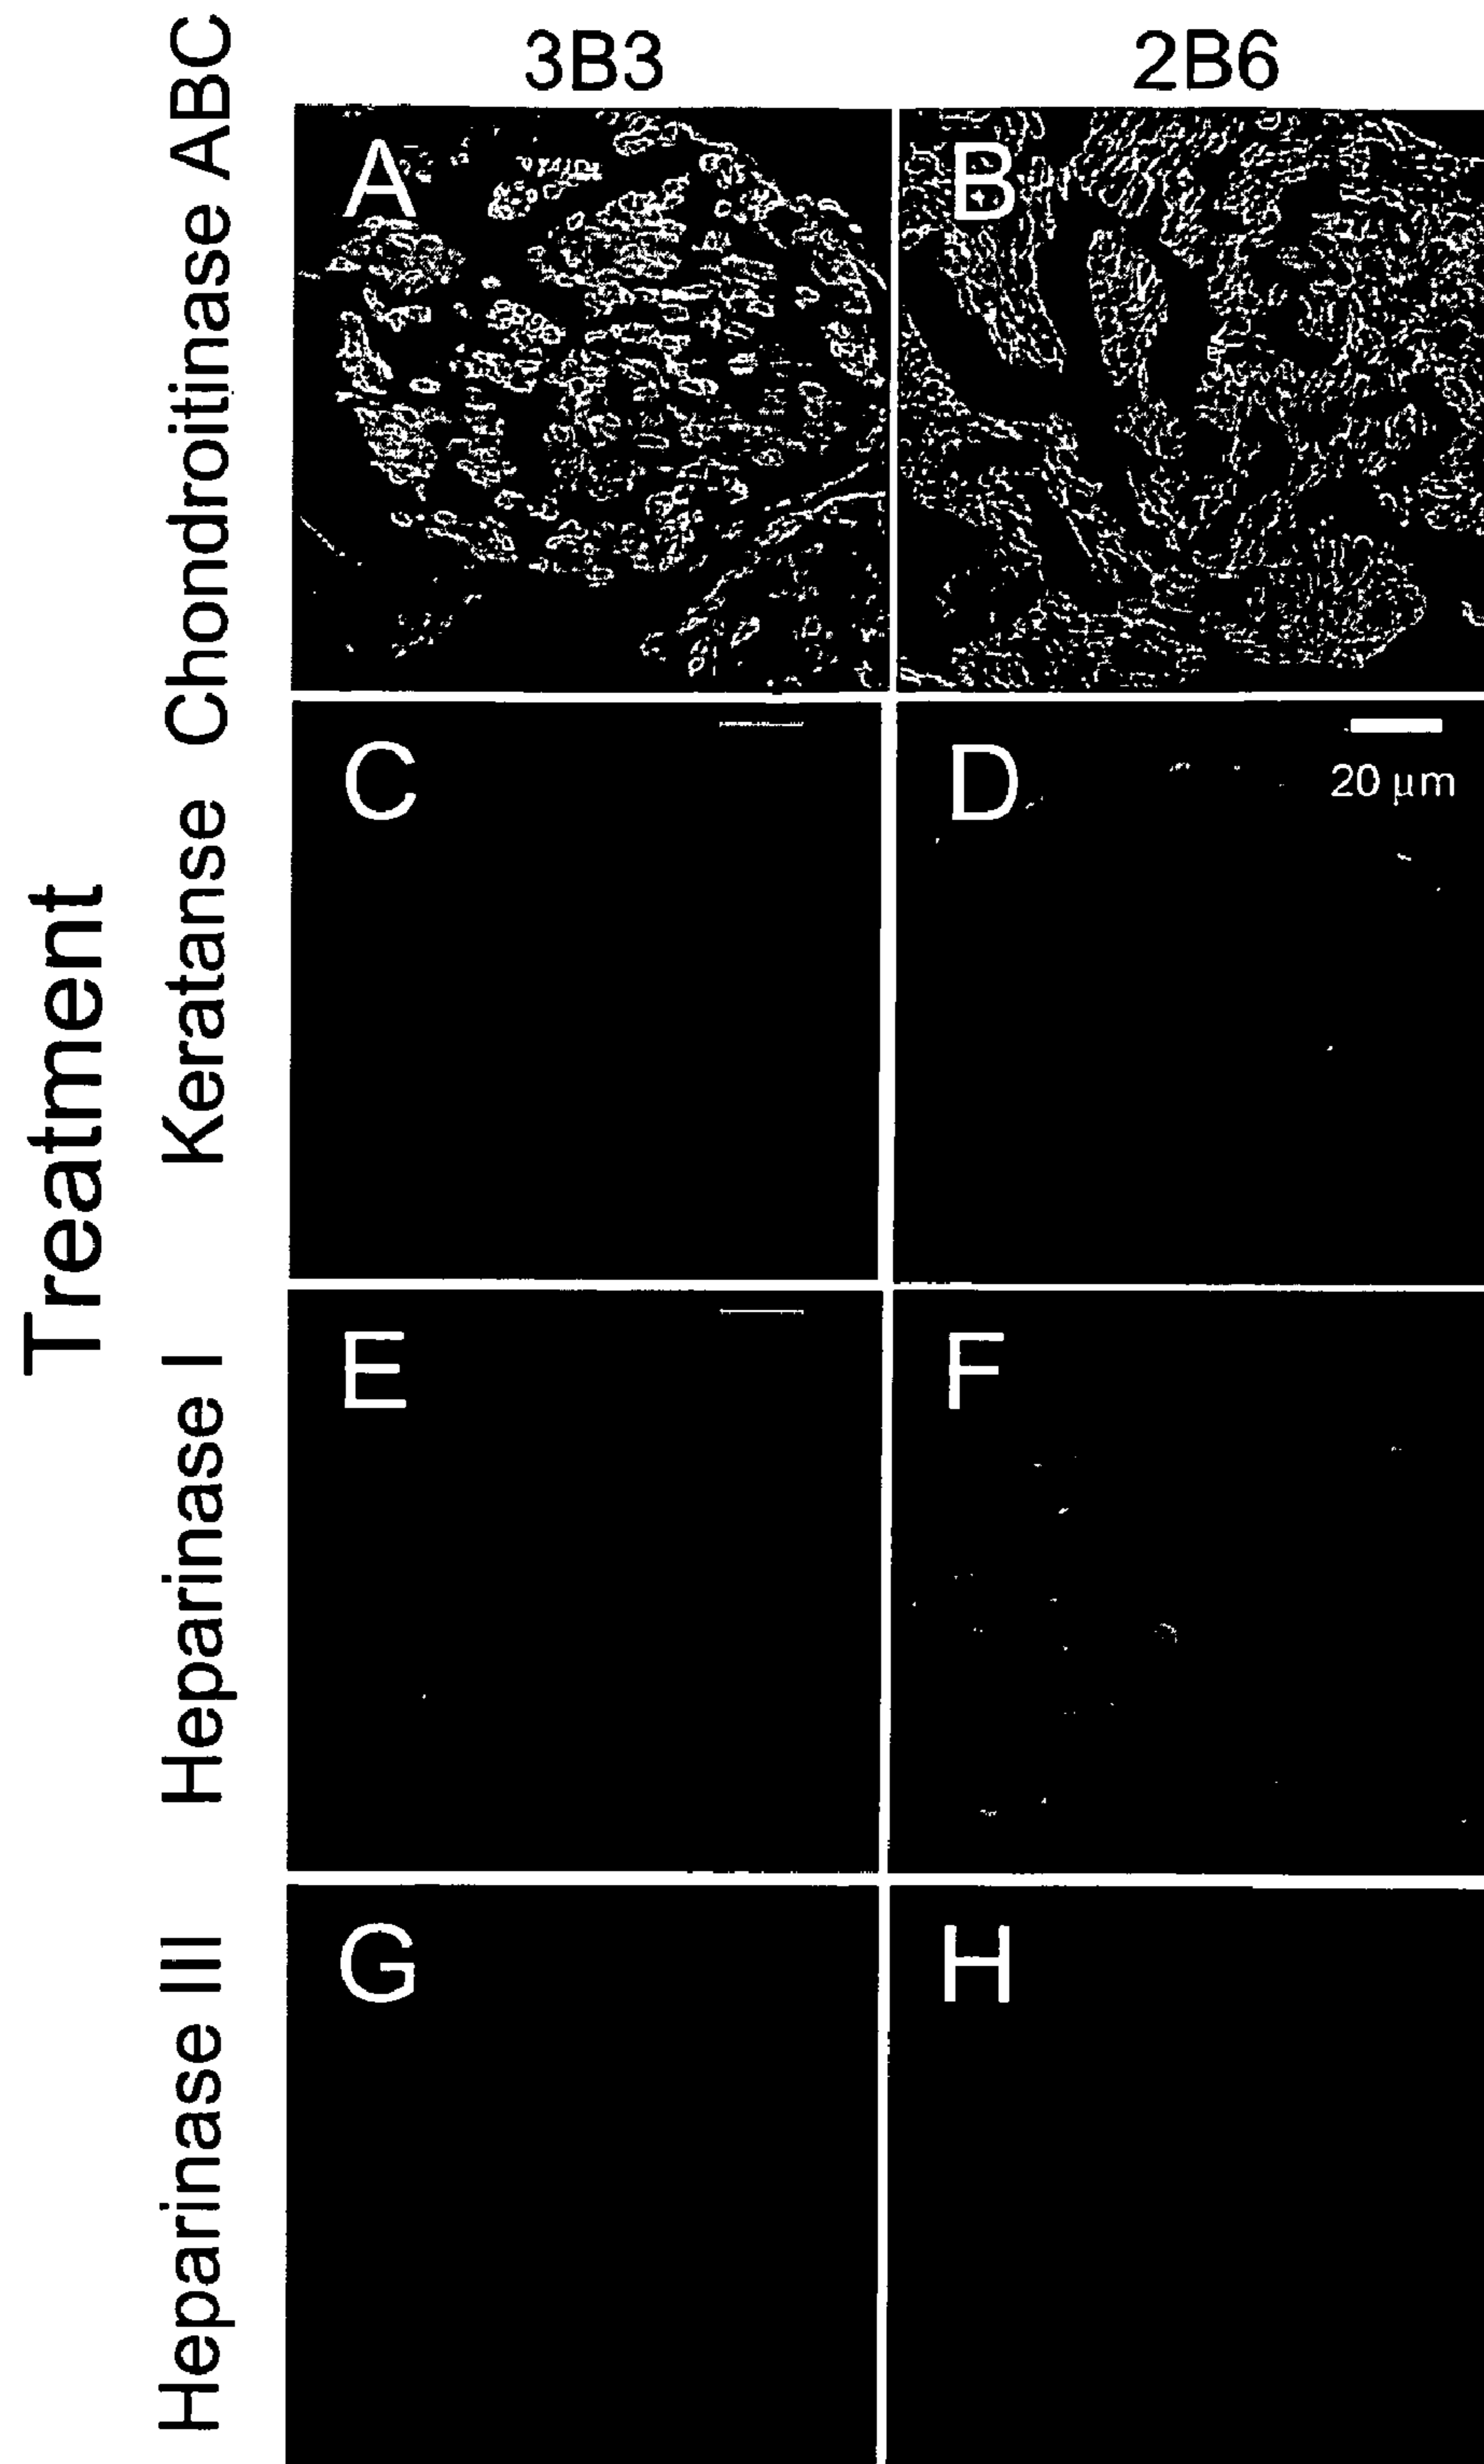 3B3
2B6
Treatment
Chondroitinase ABC
A
B
Keratanse
C
D
20 μm
Heparinase I
E
F
Heparinase III
G
H